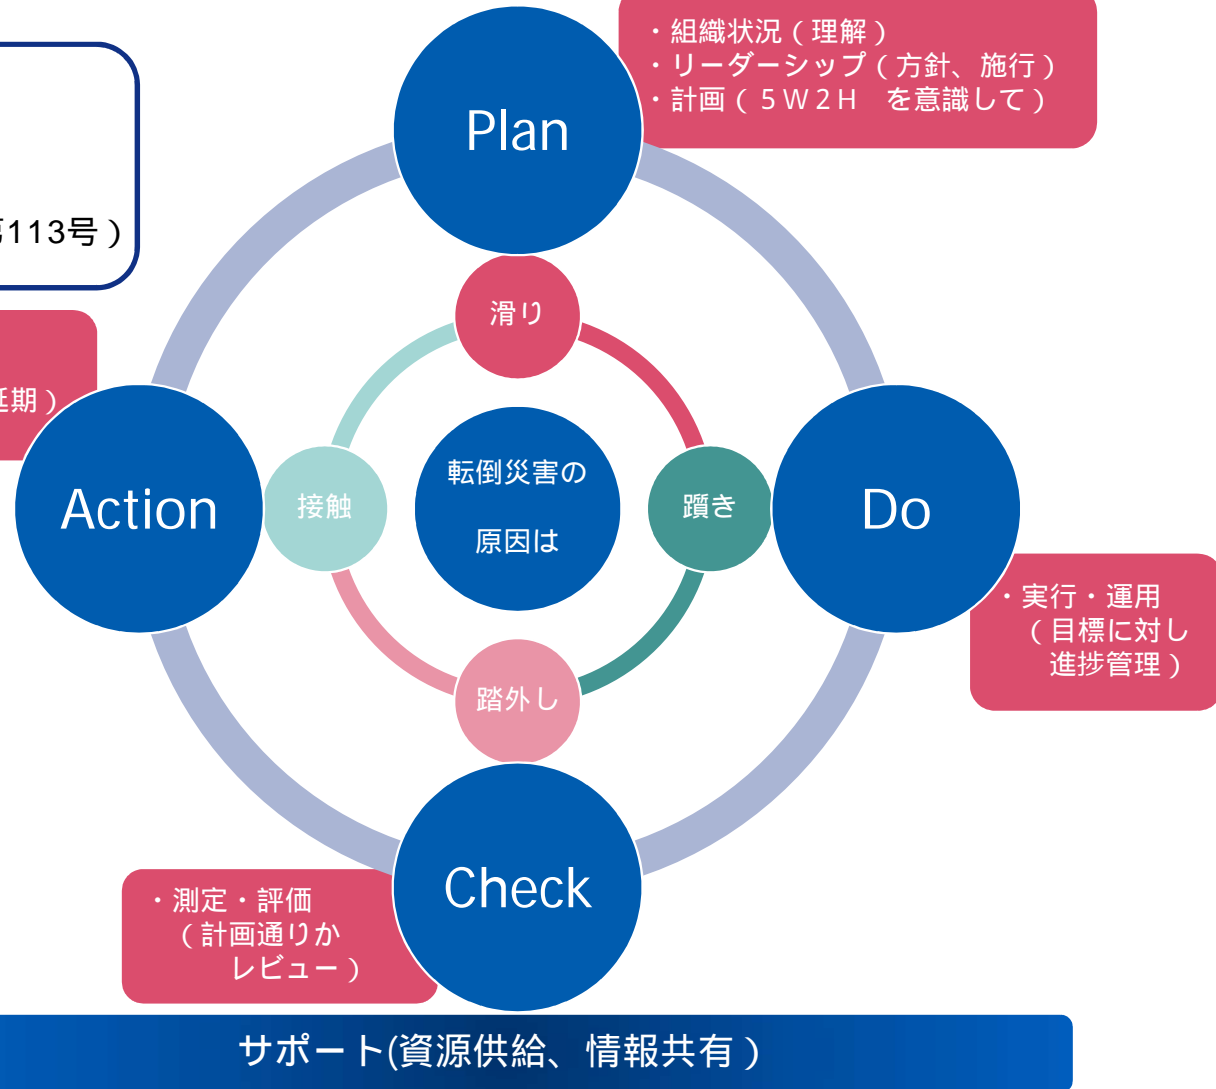 ・組織状況（理解）
・リーダーシップ（方針、施行）
・計画（５Ｗ２Ｈ　を意識して）
Plan
第113号）
滑り
延期）
Action
接触
転倒災害の
原因は
躓き
Do
・実行・運用
（目標に対し
進捗管理）
踏外し
Check
・測定・評価
（計画通りか
レビュー）
サポート(資源供給、情報共有）